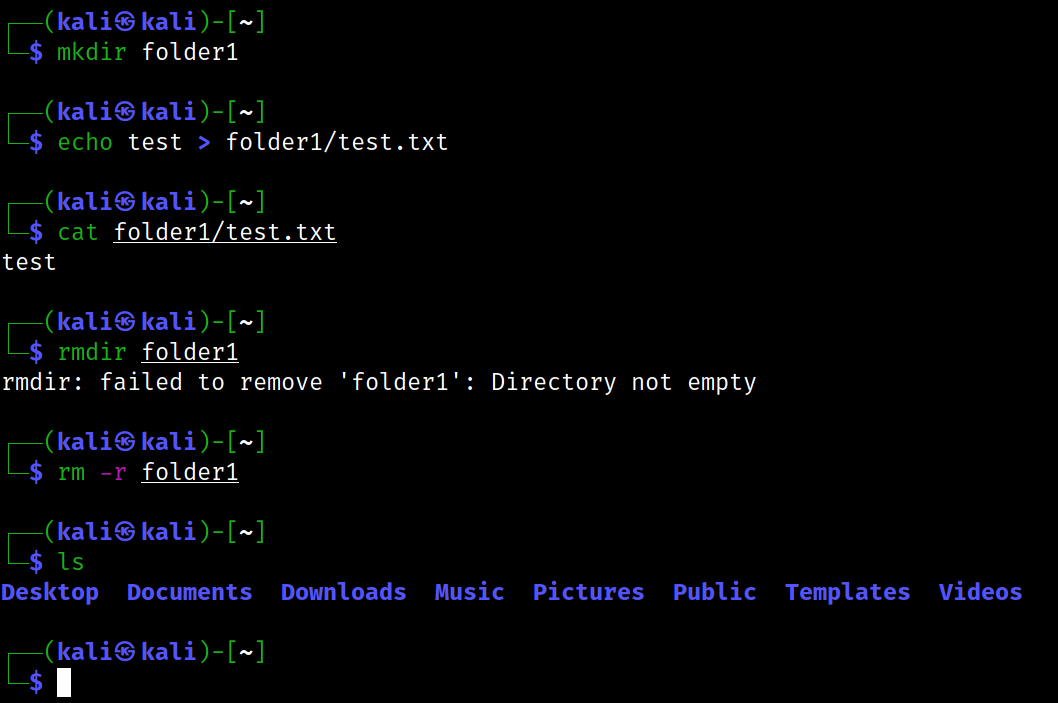 ┌──(kali㉿kali)-[~]
└─$ mkdir folder1
┌──(kali㉿kali)-[~]
└─$ echo test > folder1/test.txt
┌──(kali㉿kali)-[~]
└─$ cat folder1/test.txt
test
┌──(kali㉿kali)-[~]
└─$ rmdir folder1
rmdir: failed to remove 'folder1': Directory not empty
┌──(kali㉿kali)-[~]
└─$ rm -r folder1
┌──(kali㉿kali)-[~]
└─$ ls
Desktop  Documents  Downloads  Music  Pictures  Public  Templates  Videos
┌──(kali㉿kali)-[~]
└─$